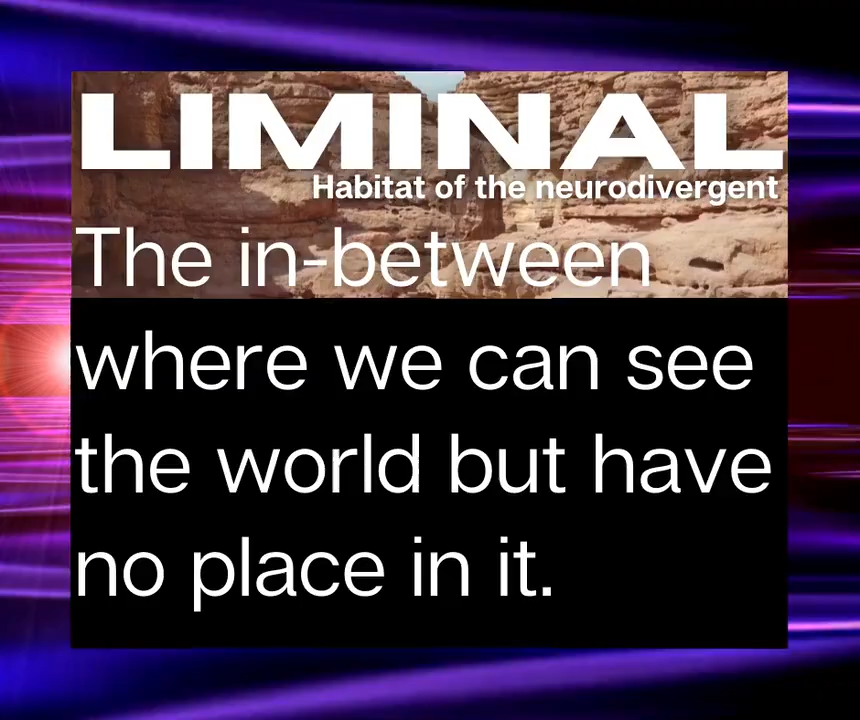 LIMINAL
Habitat of the neurodivergent
The in-between
where we can see
the world but have
no place in it.